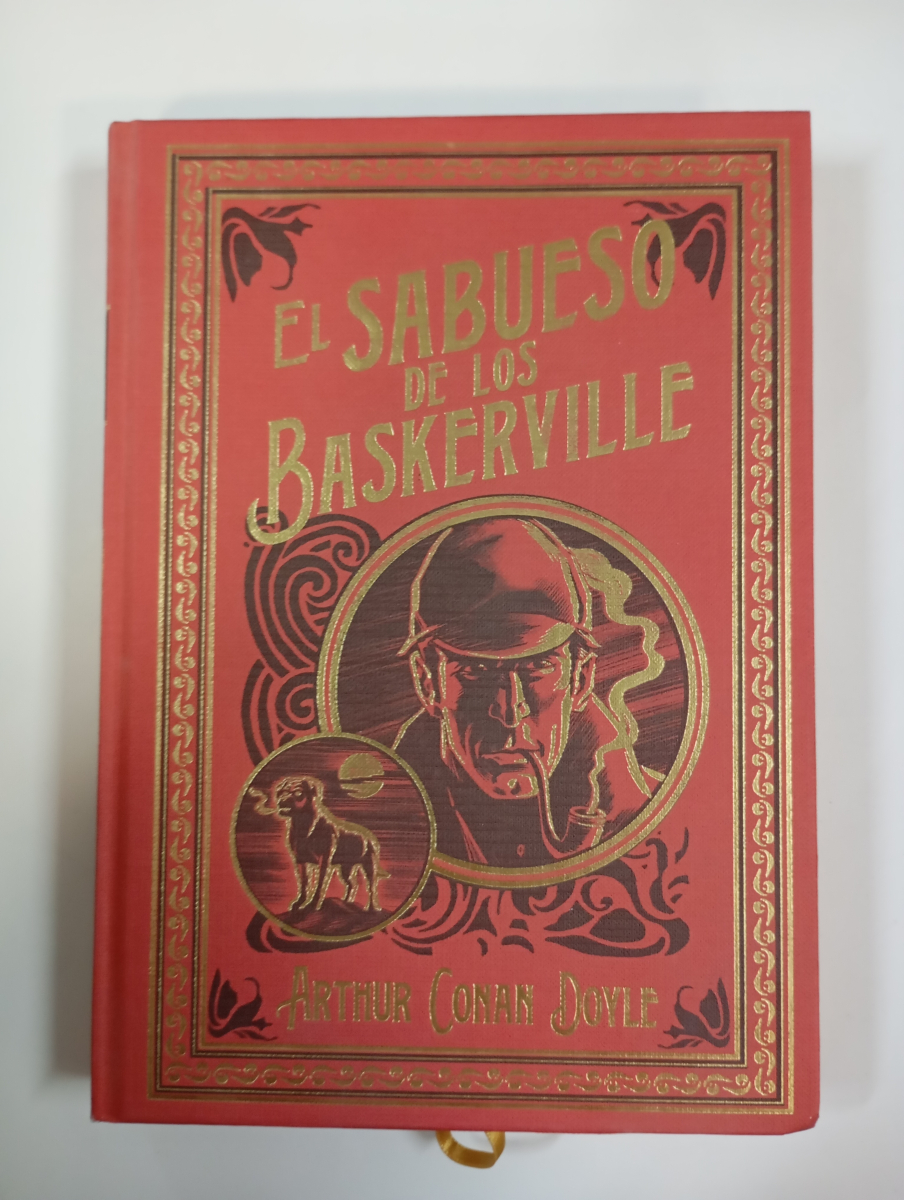 EL SABUESO
DE LOS
BASKERVILLE
ARTHUR CONAN DOYLE